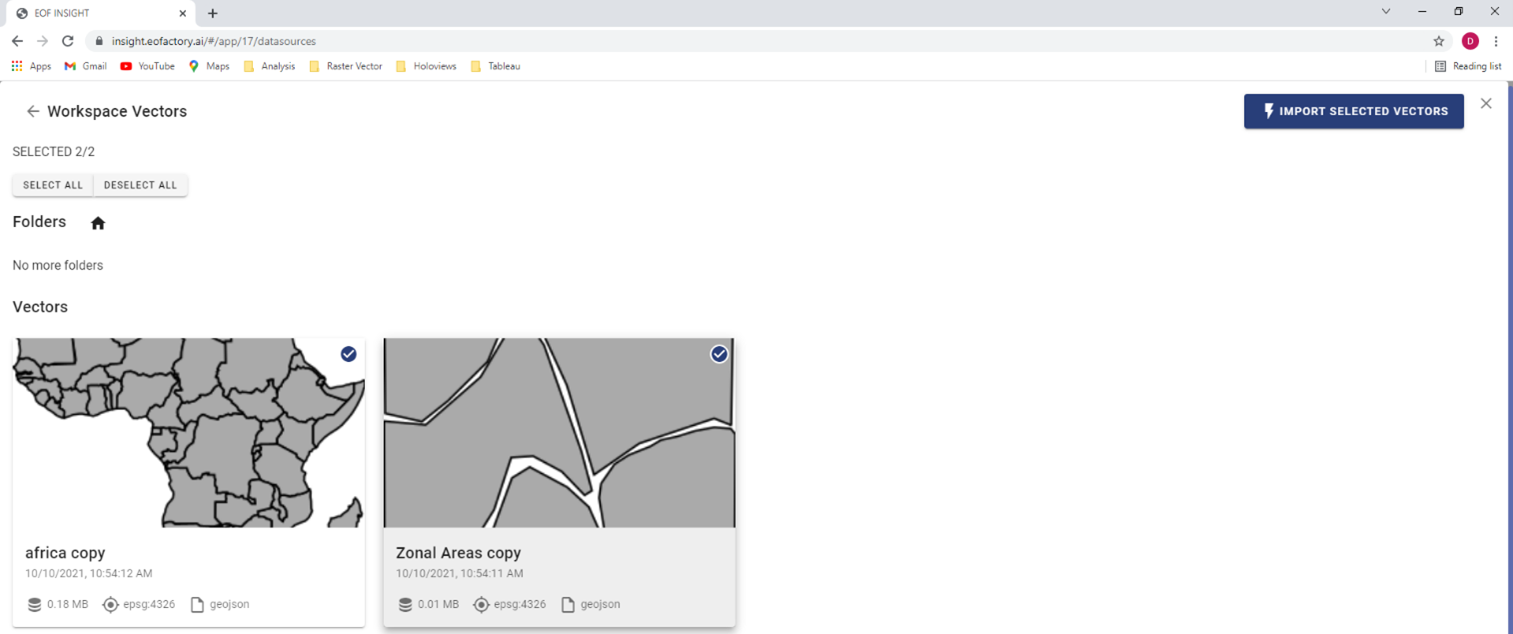 EOF INSIGHT
insight.eofactory.ai/#/app/17/datasources
D
Apps Gmail YouTube Maps Analysis Raster Vector Holoviews Tableau Reading list
Workspace Vectors
IMPORT SELECTED VECTORS
SELECTED 2/2
SELECT ALL DESELECT ALL
Folders
No more folders
Vectors
africa copy
10/10/2021, 10:54:12 AM
0.18 MB epsg:4326 geojson
Zonal Areas copy
10/10/2021, 10:54:11 AM
0.01 MB epsg:4326 geojson